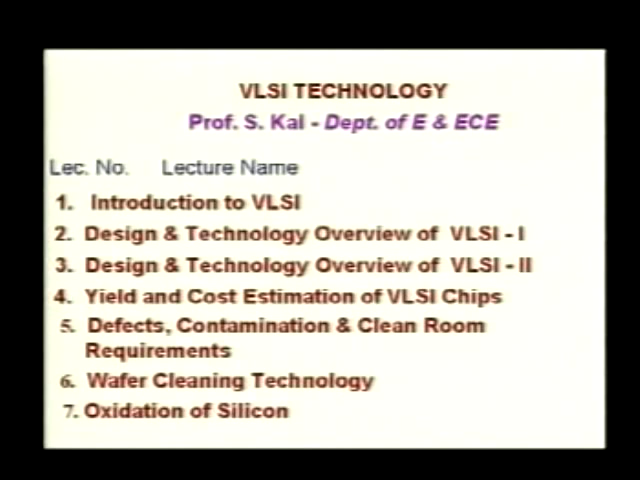 VLSI TECHNOLOGY
Prof. S. Kal - Dept. of E & ECE
Lec. No. Lecture Name
1. Introduction to VLSI
2. Design & Technology Overview of VLSI - I
3. Design & Technology Overview of VLSI - II
4. Yield and Cost Estimation of VLSI Chips
5. Defects, Contamination & Clean Room
Requirements
6. Wafer Cleaning Technology
7. Oxidation of Silicon